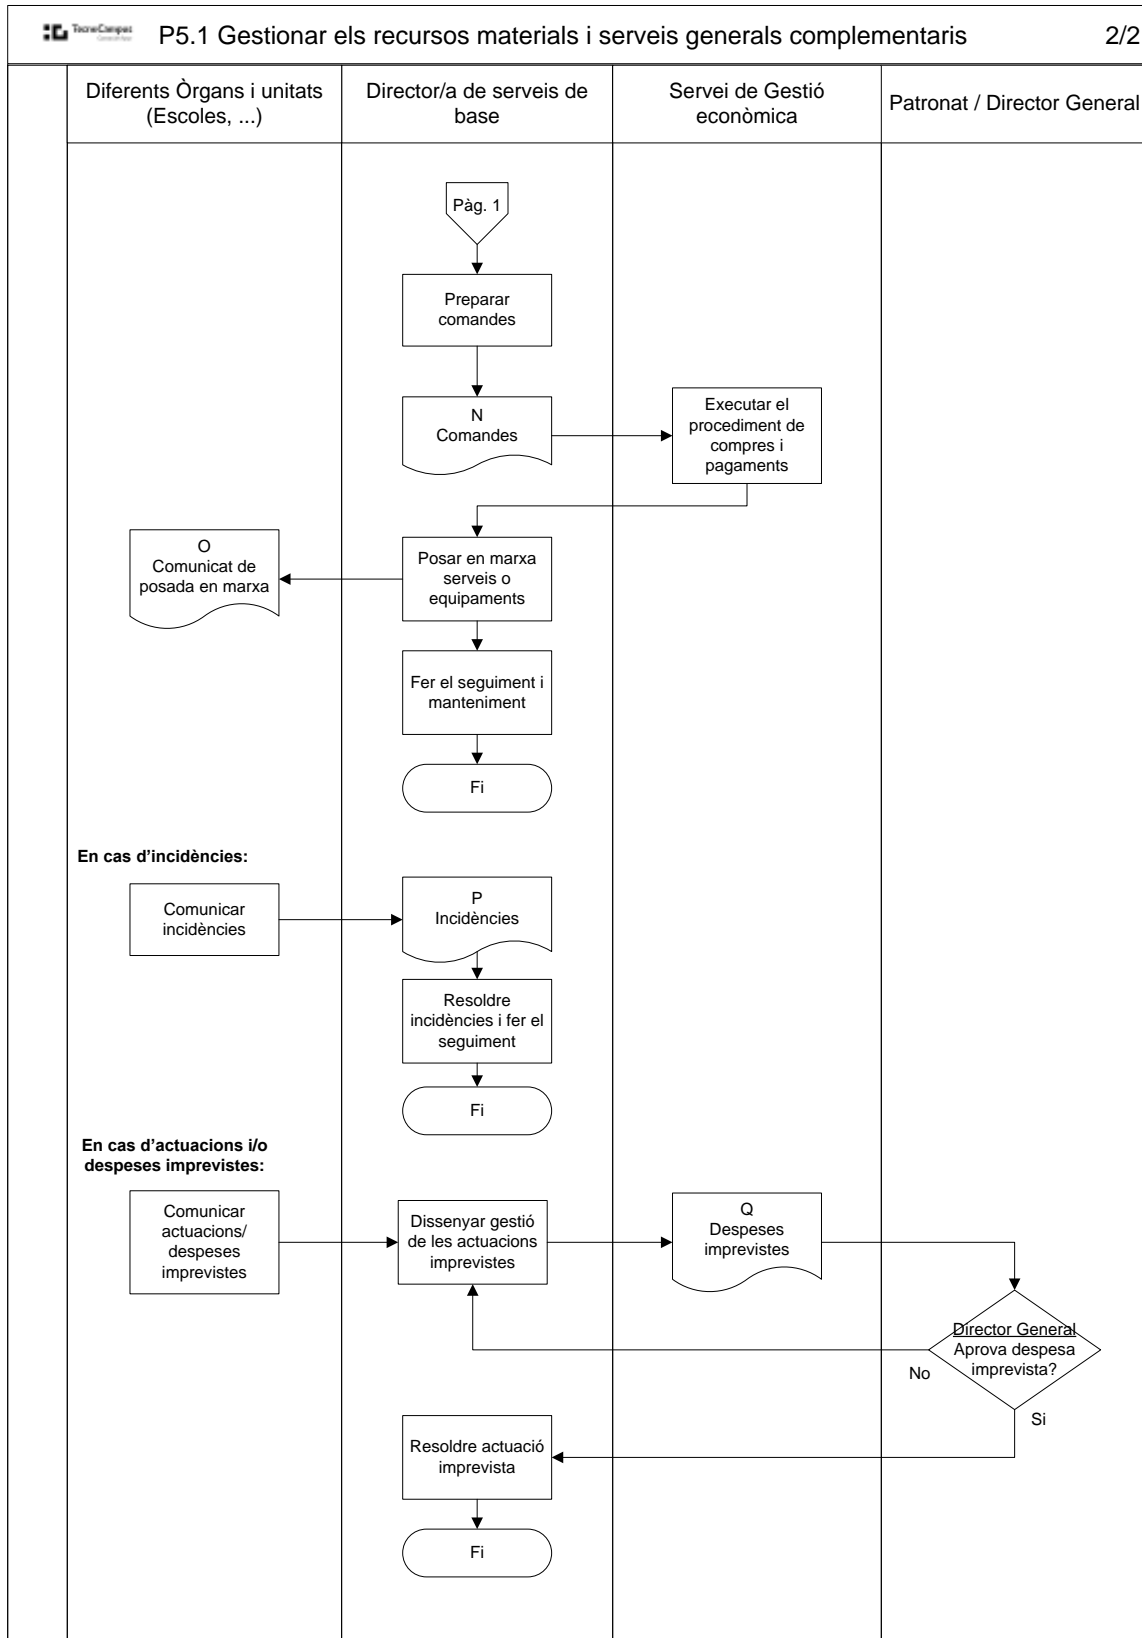 TecnoCampus
P5.1 Gestionar els recursos materials i serveis generals complementaris
2/2
Diferents Òrgans i unitats
(Escoles, ...)
Director/a de serveis de
base
Servei de Gestió
econòmica
Patronat / Director General
Pàg. 1
Preparar
comandes
N
Comandes
Executar el
procediment de
compres i
pagaments
O
Comunicat de
posada en marxa
Posar en marxa
serveis o
equipaments
Fer el seguiment i
manteniment
Fi
En cas d'incidències:
Comunicar
incidències
P
Incidències
Resoldre
incidències i fer el
seguiment
Fi
En cas d'actuacions i/o
despeses imprevistes:
Comunicar
actuacions/
despeses
imprevistes
Dissenyar gestió
de les actuacions
imprevistes
Q
Despeses
imprevistes
Director General
Aprova despesa
imprevista?
No
Si
Resoldre actuació
imprevista
Fi